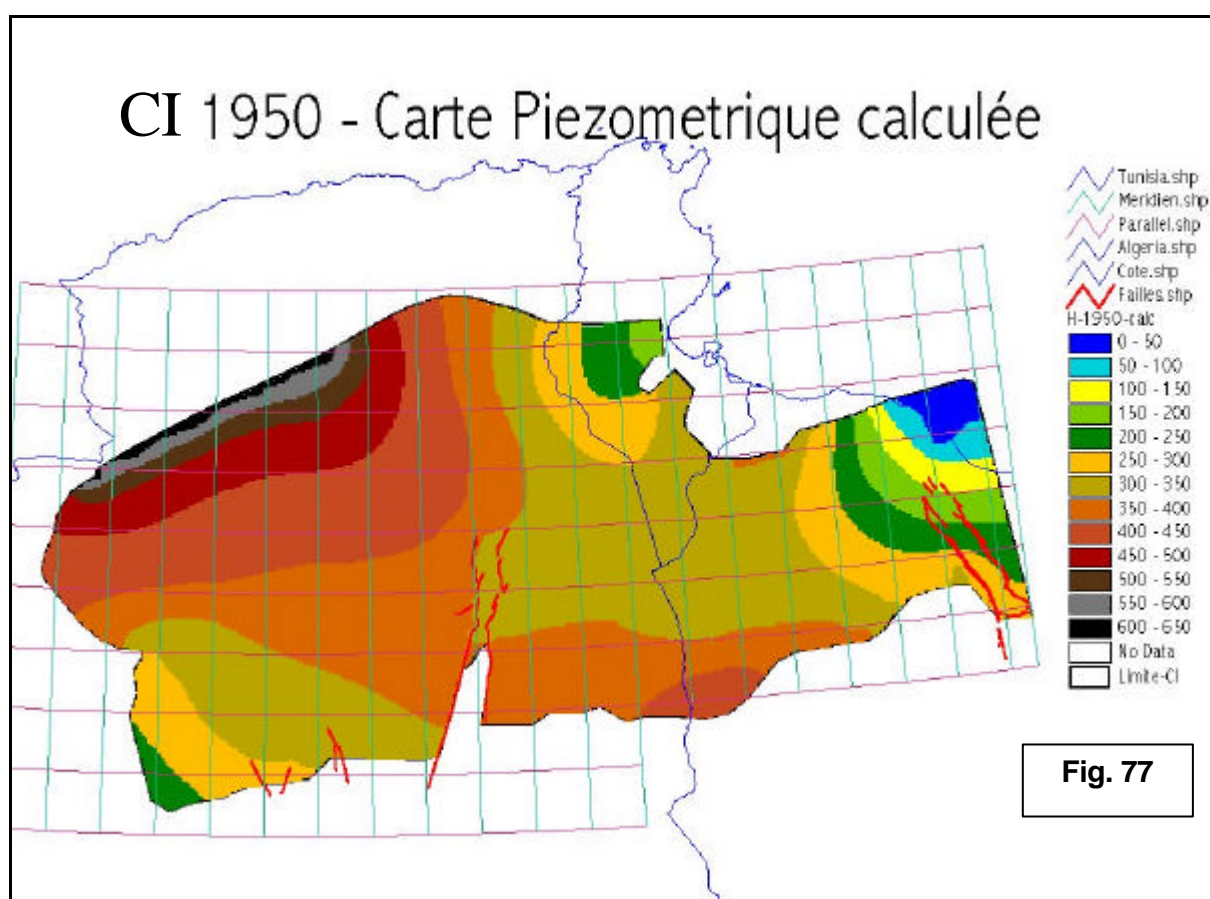 CI 1950 - Carte Piezometrique calculée
Tunisia.shp
Meridien.shp
Parallel.shp
Algeria.shp
Cote.shp
Failles.shp
H-1950-calc
0 - 50
50 - 100
100 - 150
150 - 200
200 - 250
250 - 300
300 - 350
350 - 400
400 - 450
450 - 500
500 - 550
550 - 600
600 - 650
No Data
Limite-CI
Fig. 77